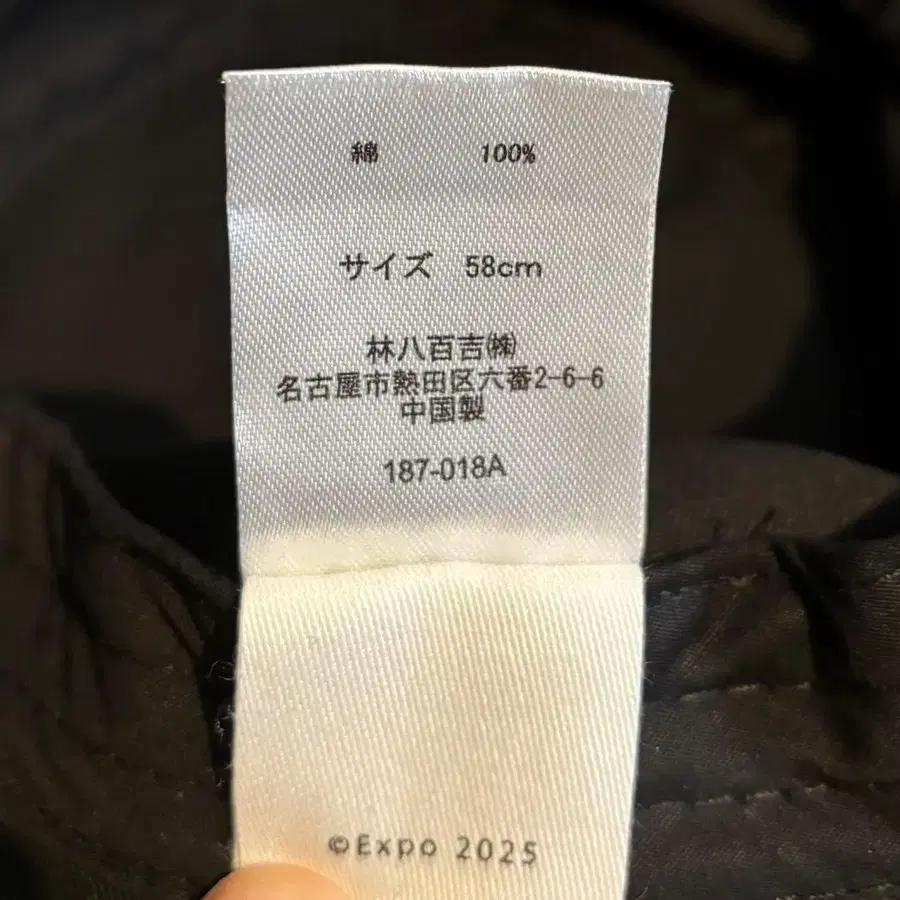 綿 100%
サイズ 58cm
林八百吉㈱
名古屋市熱田区六番2-6-6
中国製
187-018A
©Expo 2025